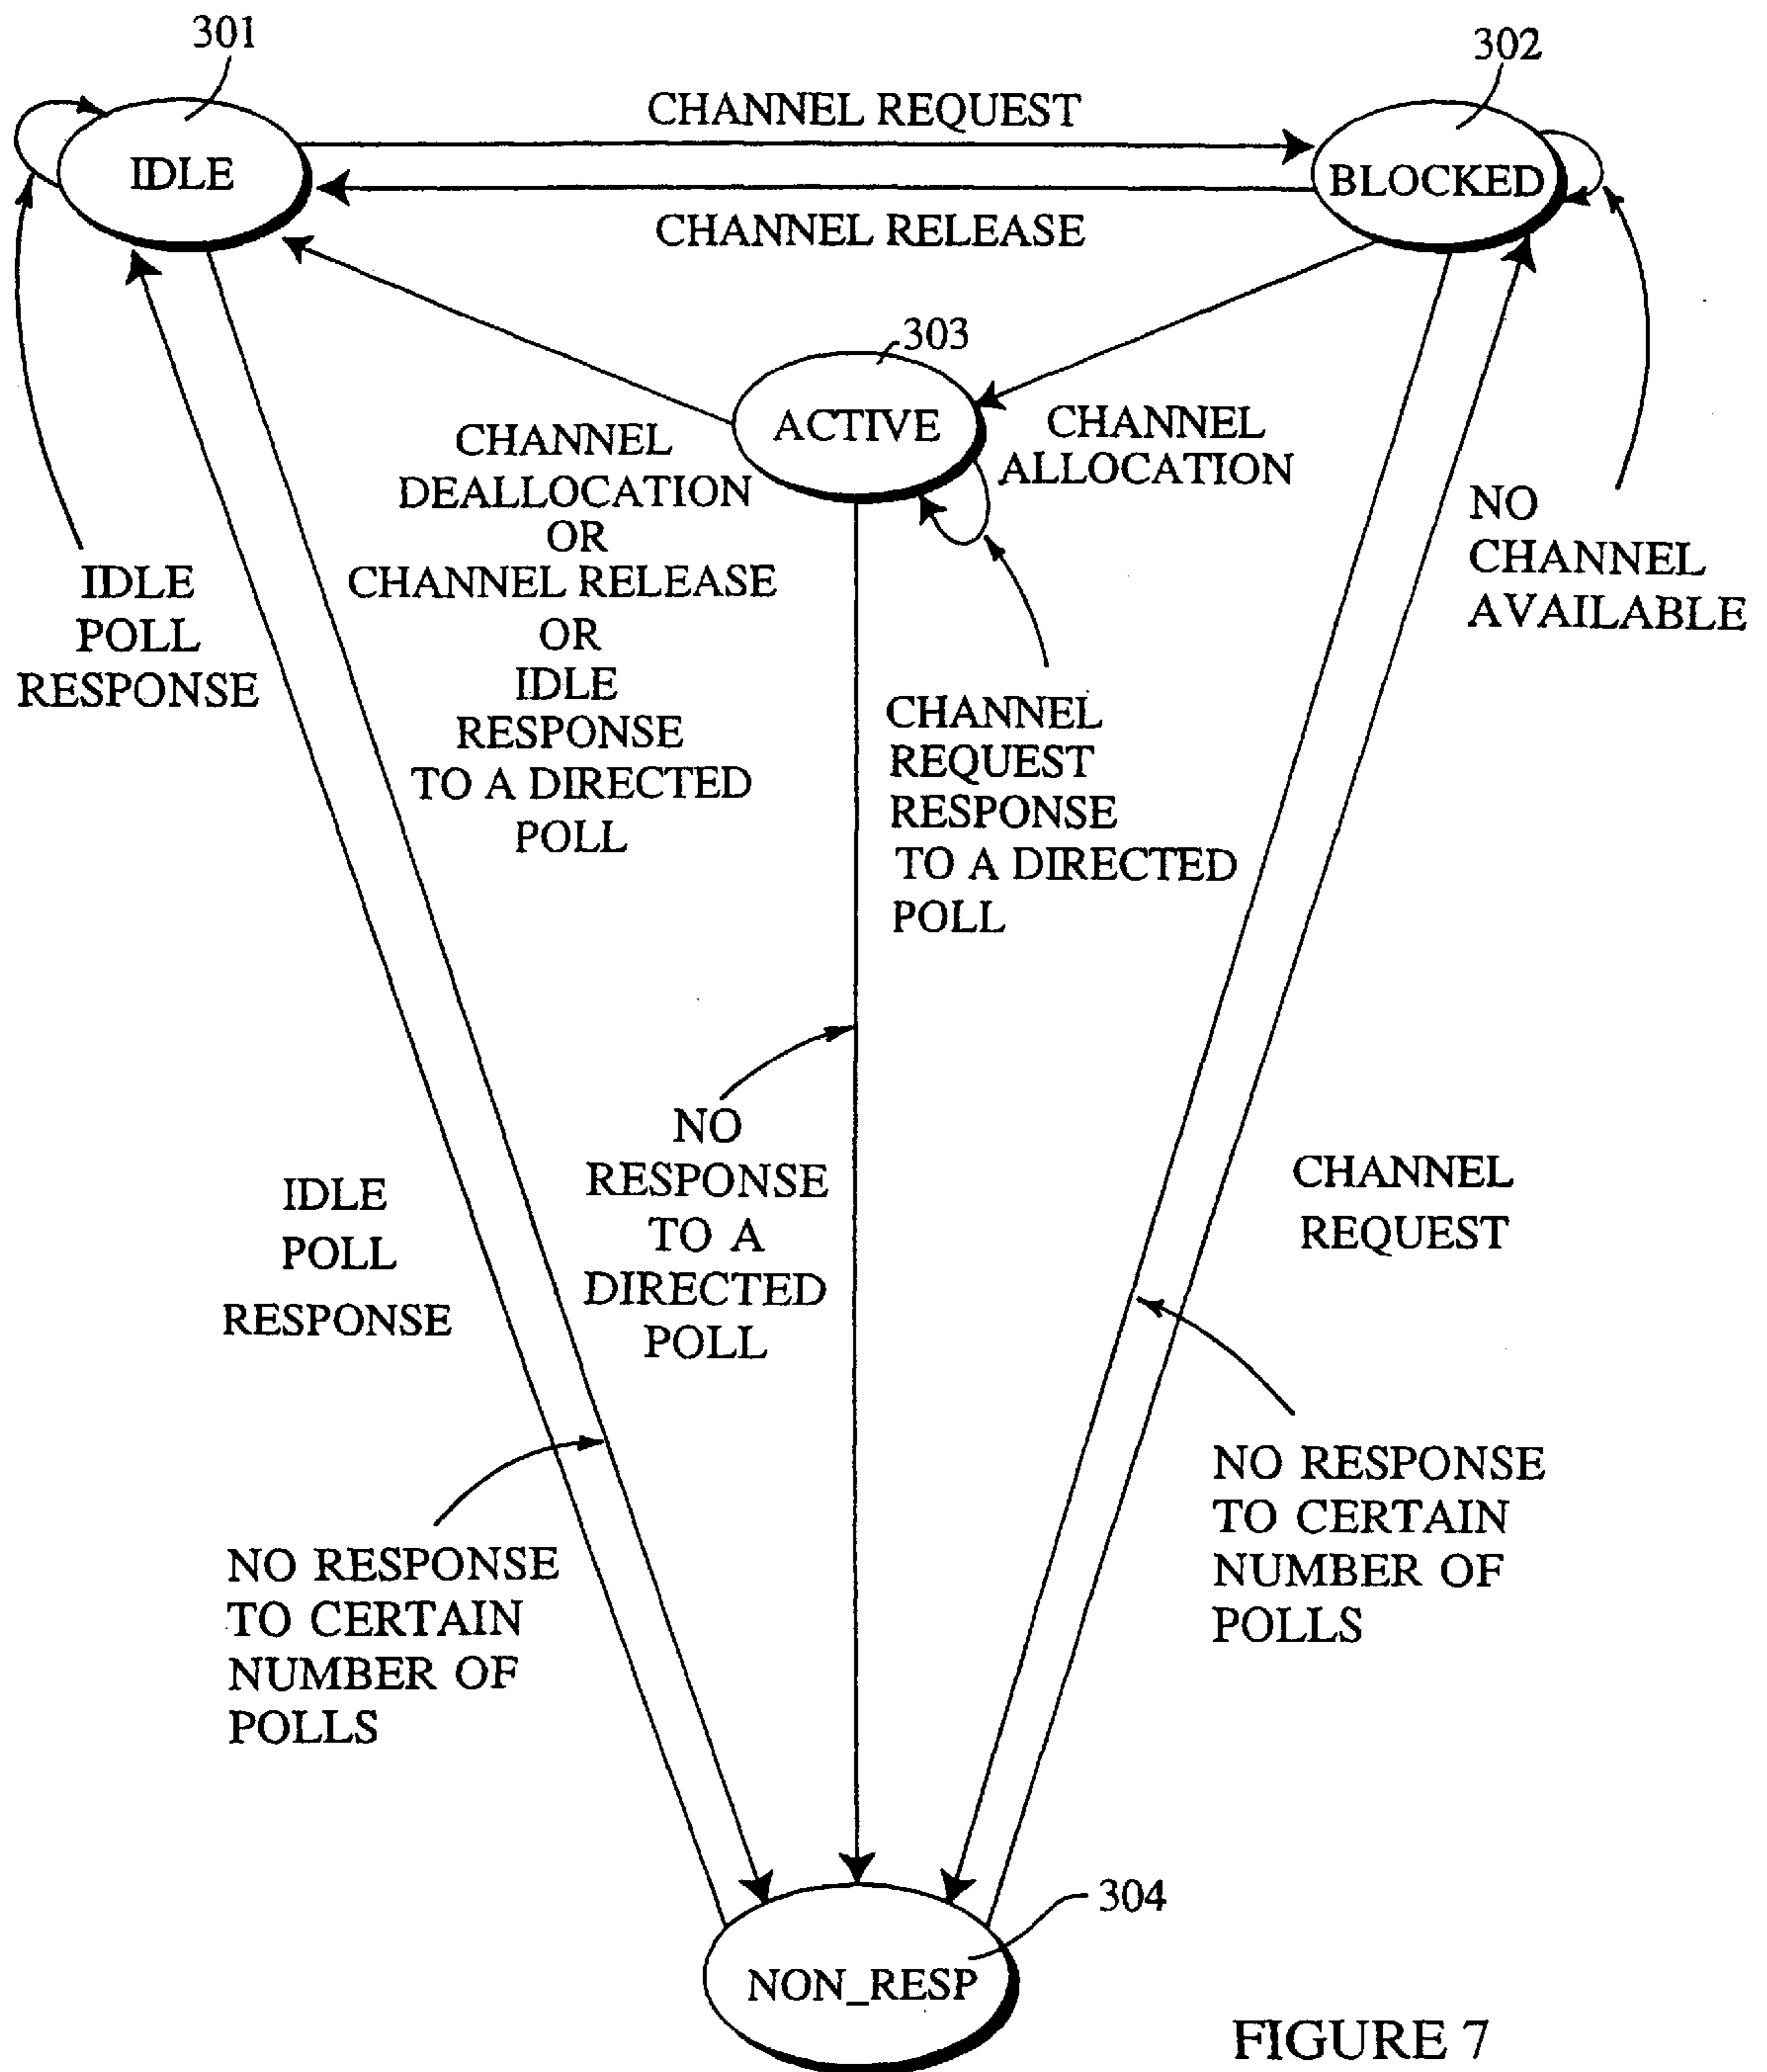 301
302
IDLE
CHANNEL REQUEST
BLOCKED
CHANNEL RELEASE
303
ACTIVE
CHANNEL
ALLOCATION
CHANNEL
DEALLOCATION
OR
CHANNEL RELEASE
OR
IDLE
RESPONSE
TO A DIRECTED
POLL
NO
CHANNEL
AVAILABLE
IDLE
POLL
RESPONSE
CHANNEL
REQUEST
RESPONSE
TO A DIRECTED
POLL
NO
RESPONSE
TO A
DIRECTED
POLL
IDLE
POLL
RESPONSE
CHANNEL
REQUEST
NO RESPONSE
TO CERTAIN
NUMBER OF
POLLS
NO RESPONSE
TO CERTAIN
NUMBER OF
POLLS
304
NON_RESP
FIGURE 7